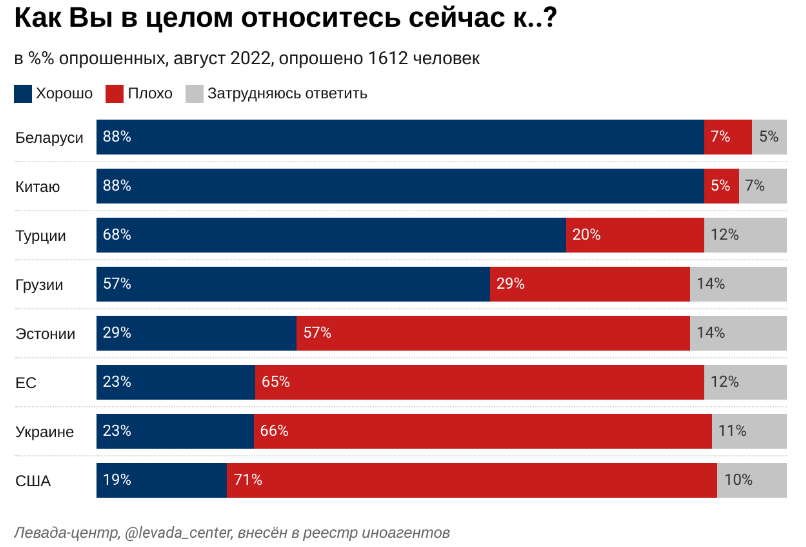 Как Вы в целом относитесь сейчас к..?
в %% опрошенных, август 2022, опрошено 1612 человек
Хорошо Плохо Затрудняюсь ответить
Беларуси 88% 7% 5%
Китаю 88% 5% 7%
Турции 68% 20% 12%
Грузии 57% 29% 14%
Эстонии 29% 57% 14%
ЕС 23% 65% 12%
Украине 23% 66% 11%
США 19% 71% 10%
Левада-центр, @levada_center, внесён в реестр иноагентов